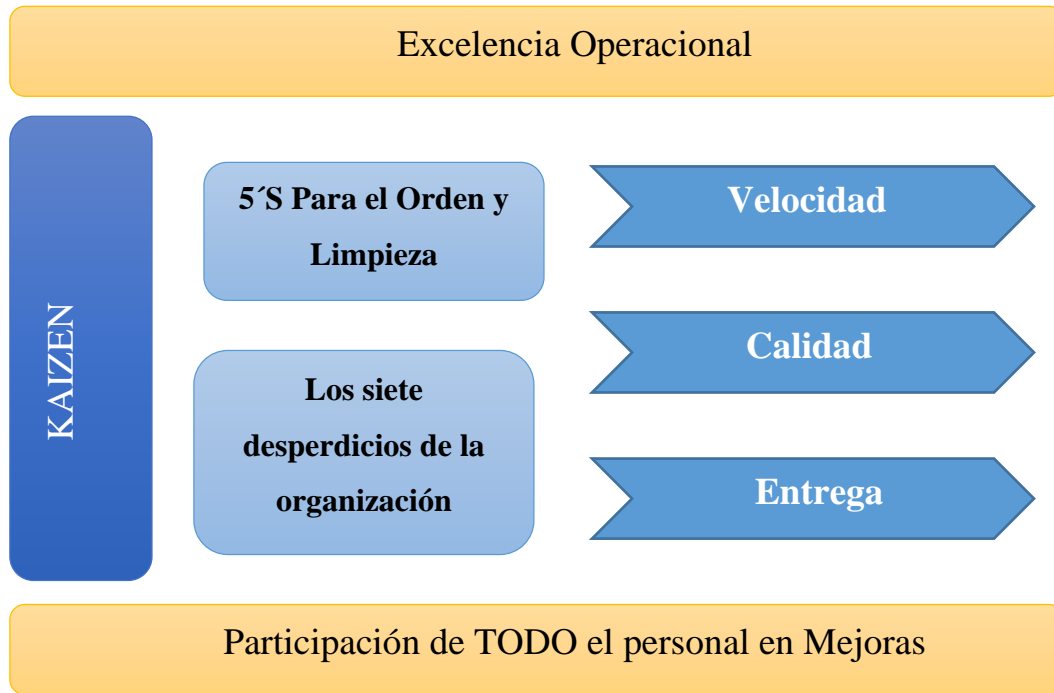 Excelencia Operacional
KAIZEN
5´S Para el Orden y
Limpieza
Velocidad
Los siete
desperdicios de la
organización
Calidad
Entrega
Participación de TODO el personal en Mejoras